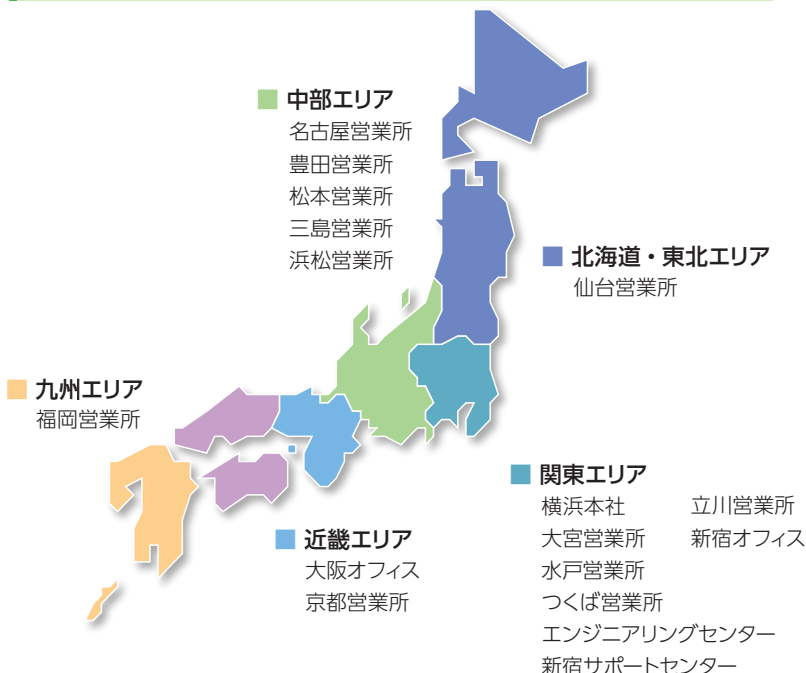 中部エリア
名古屋営業所
豊田営業所
松本営業所
三島営業所
浜松営業所
北海道・東北エリア
仙台営業所
九州エリア
福岡営業所
近畿エリア
大阪オフィス
京都営業所
関東エリア
横浜本社 立川営業所
大宮営業所 新宿オフィス
水戸営業所
つくば営業所
エンジニアリングセンター
新宿サポートセンター